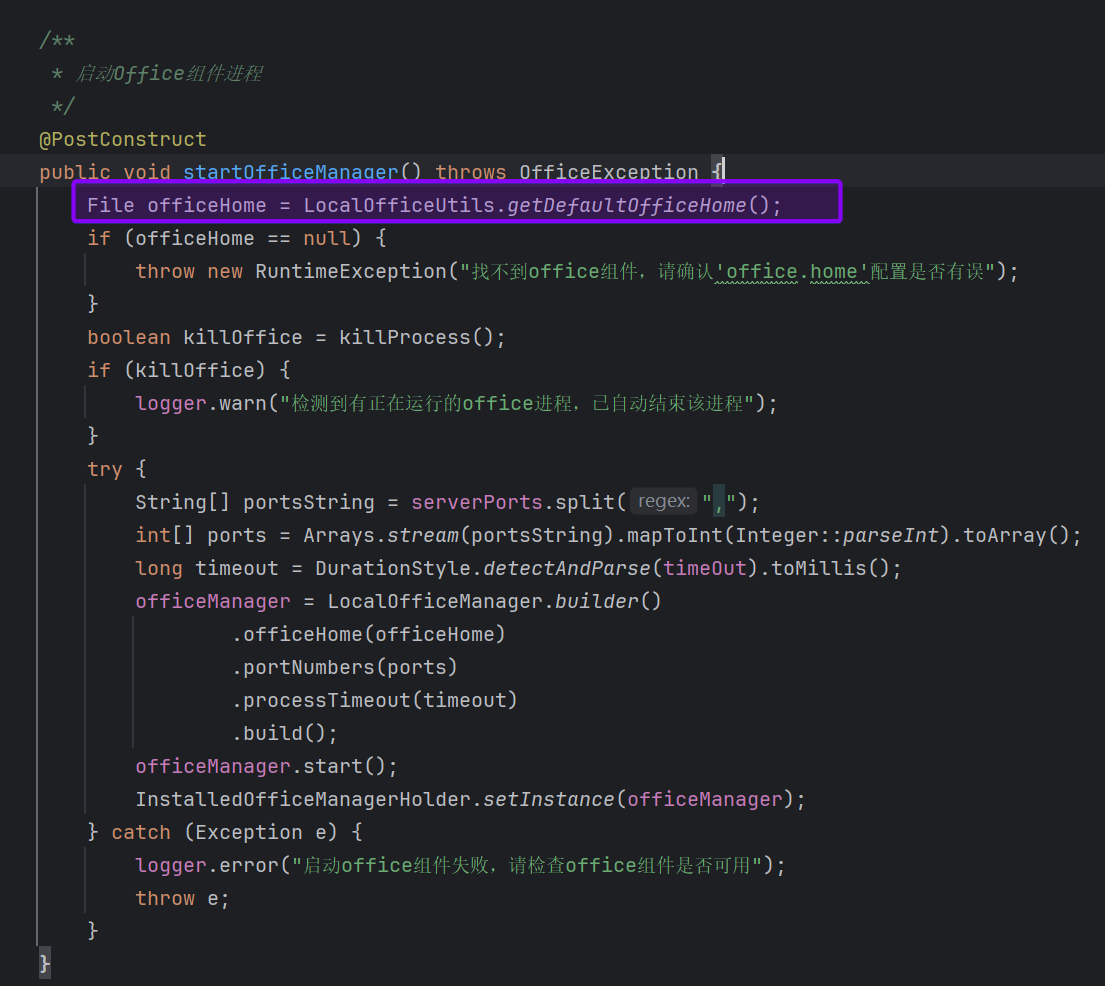 /**
 * 启动Office组件进程
 */
@PostConstruct
public void startOfficeManager() throws OfficeException {
    File officeHome = LocalOfficeUtils.getDefaultOfficeHome();
    if (officeHome == null) {
        throw new RuntimeException("找不到office组件，请确认'office.home'配置是否有误");
    }
    boolean killOffice = killProcess();
    if (killOffice) {
        logger.warn("检测到有正在运行的office进程，已自动结束该进程");
    }
    try {
        String[] portsString = serverPorts.split( regex: ",");
        int[] ports = Arrays.stream(portsString).mapToInt(Integer::parseInt).toArray();
        long timeout = DurationStyle.detectAndParse(timeOut).toMillis();
        officeManager = LocalOfficeManager.builder()
                .officeHome(officeHome)
                .portNumbers(ports)
                .processTimeout(timeout)
                .build();
        officeManager.start();
        InstalledOfficeManagerHolder.setInstance(officeManager);
    } catch (Exception e) {
        logger.error("启动office组件失败，请检查office组件是否可用");
        throw e;
    }
}